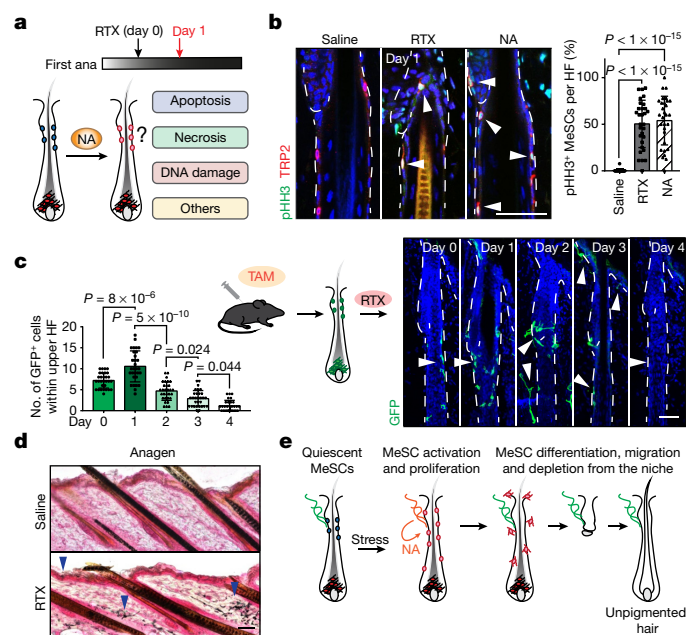 a
RTX (day 0)
Day 1
First ana
NA
?
Apoptosis
Necrosis
DNA damage
Others
b
Saline
RTX
NA
Day 1
pHH3 TRP2
P < 1 × 10⁻¹⁵
P < 1 × 10⁻¹⁵
pHH3⁺ MeSCs per HF (%)
100
50
0
Saline
RTX
NA
c
P = 8 × 10⁻⁶
P = 5 × 10⁻¹⁰
P = 0.024
P = 0.044
No. of GFP⁺ cells
within upper HF
20
15
10
5
0
Day 0 1 2 3 4
TAM
RTX
Day 0
Day 1
Day 2
Day 3
Day 4
GFP
d
Anagen
Saline
RTX
e
Quiescent
MeSCs
MeSC activation
and proliferation
MeSC differentiation, migration
and depletion from the niche
Stress
NA
Unpigmented
hair